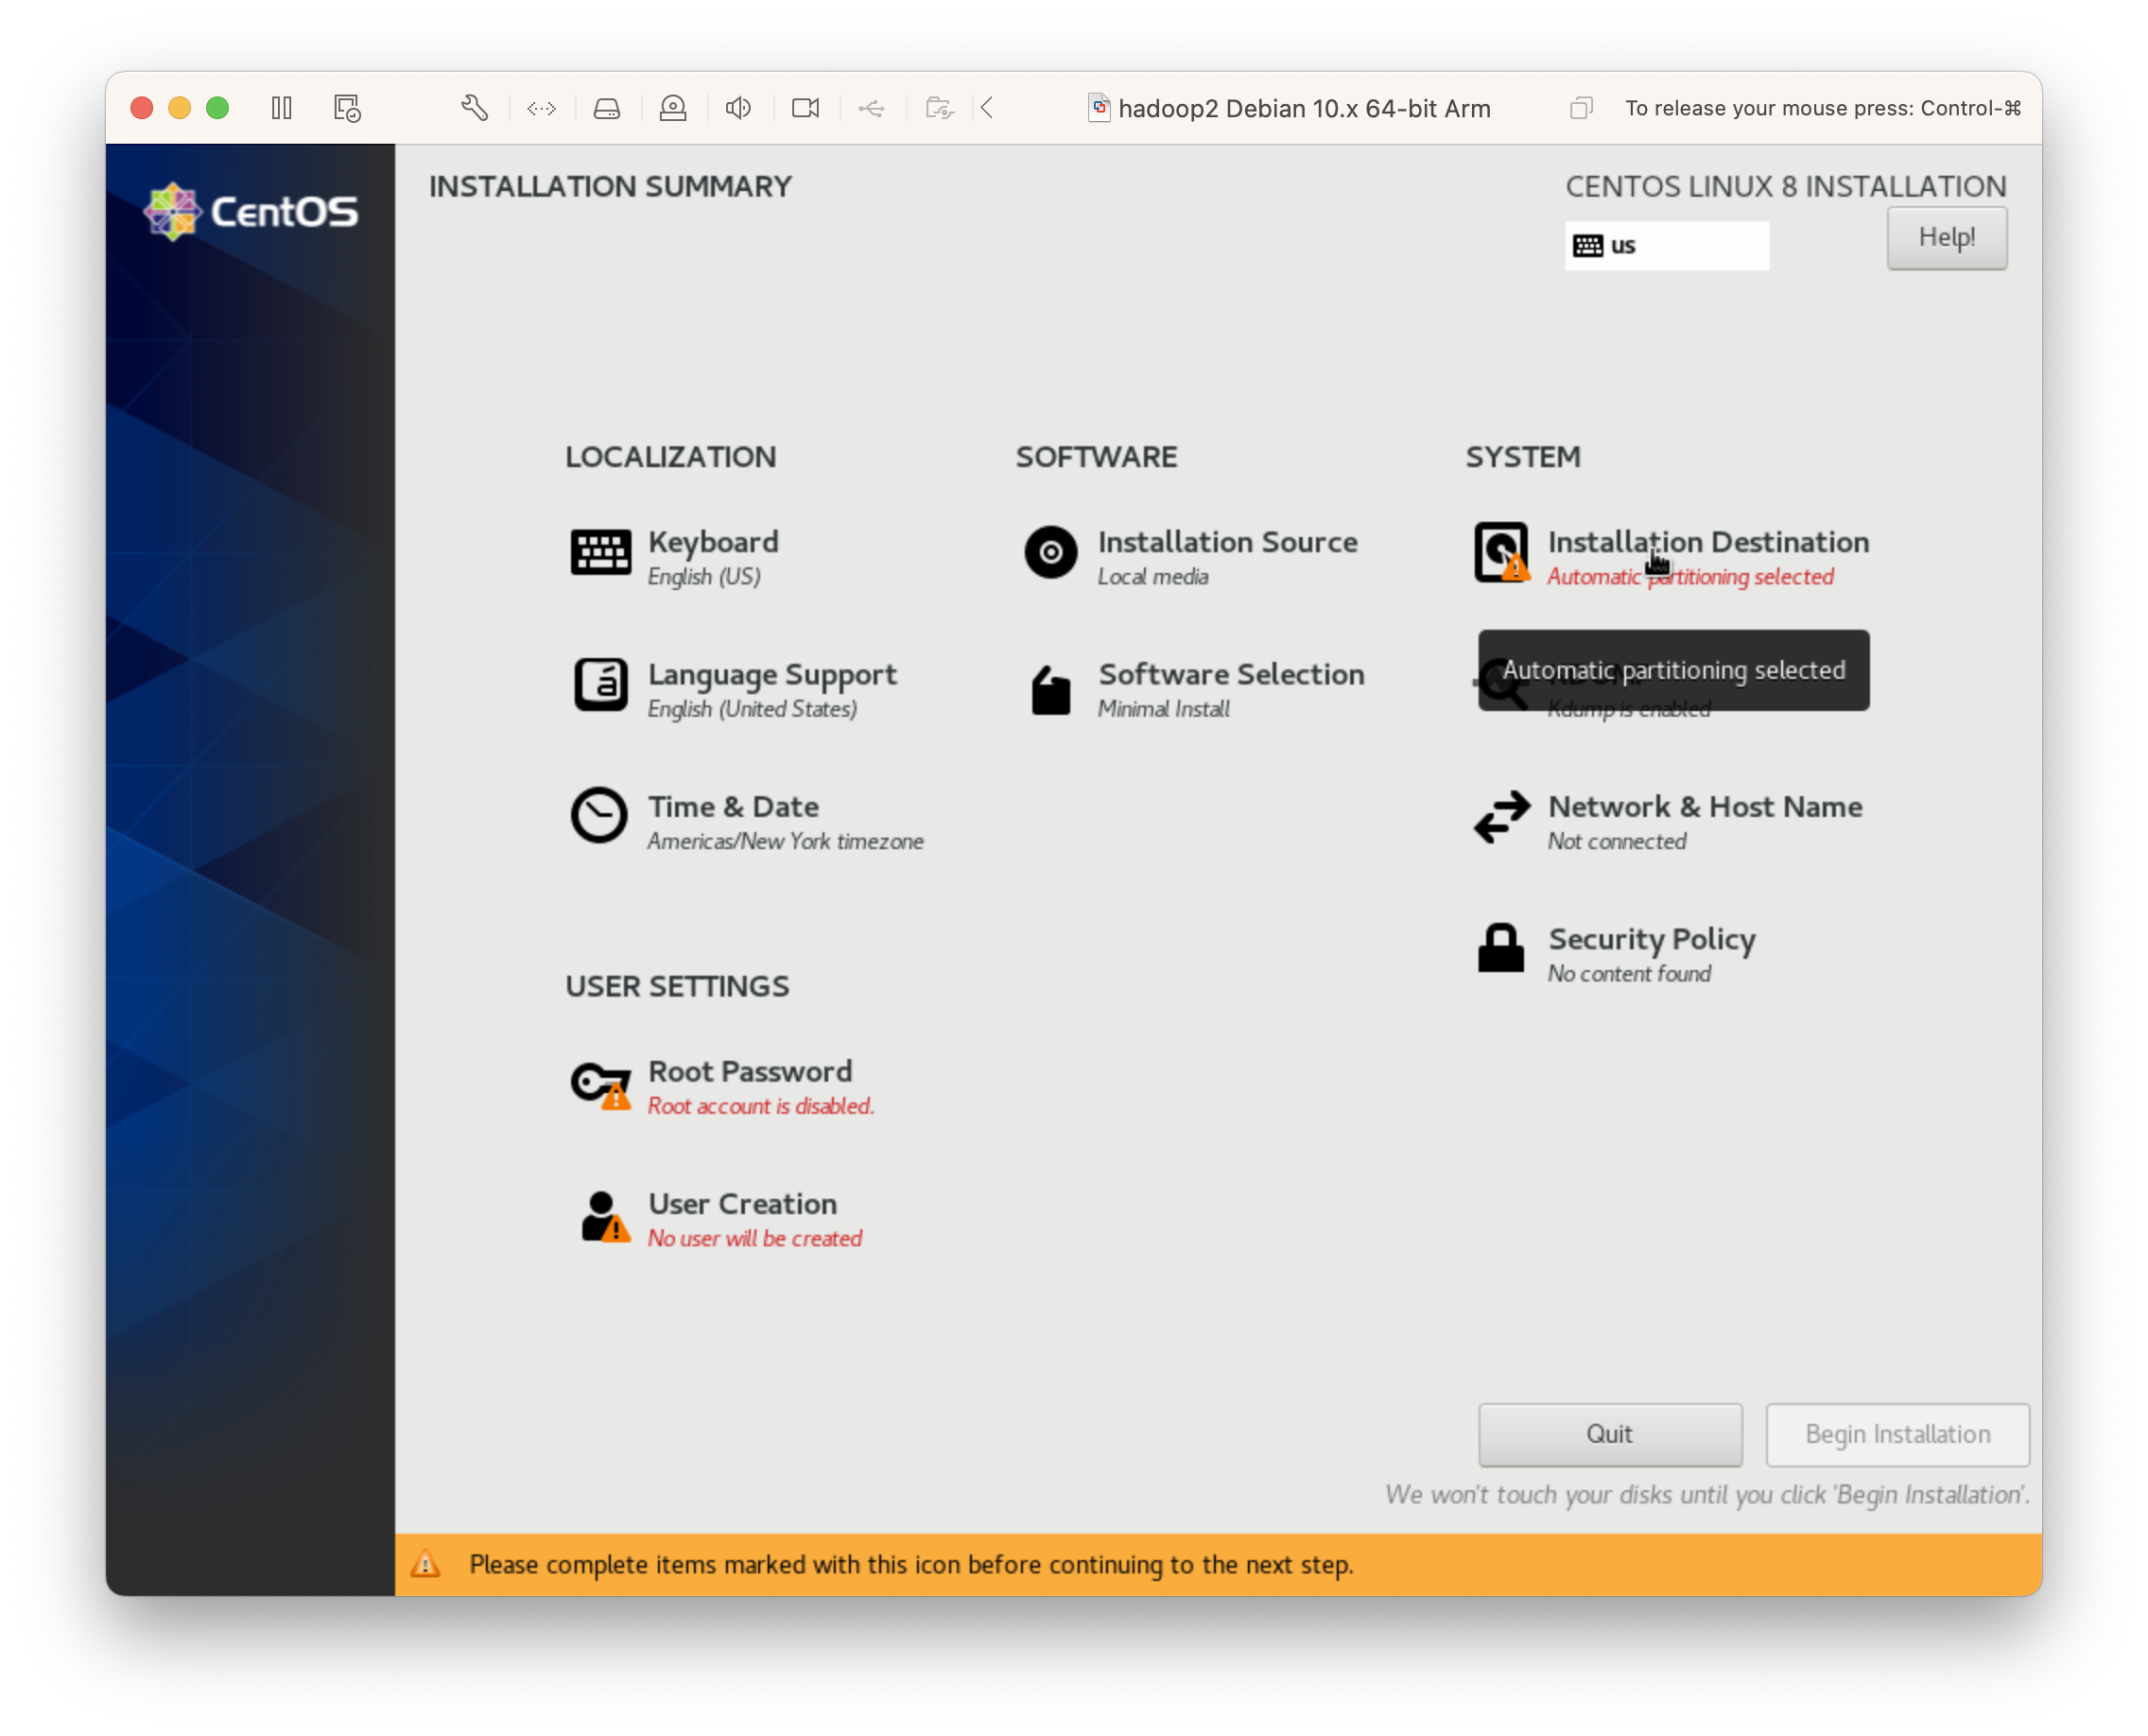 hadoop2 Debian 10.x 64-bit Arm
To release your mouse press: Control-⌘
CentOS
INSTALLATION SUMMARY
CENTOS LINUX 8 INSTALLATION
us
Help!
LOCALIZATION
SOFTWARE
SYSTEM
Keyboard
English (US)
Installation Source
Local media
Installation Destination
Automatic partitioning selected
Language Support
English (United States)
Software Selection
Minimal Install
Automatic partitioning selected
Kdump is enabled
Time & Date
Americas/New York timezone
Network & Host Name
Not connected
Security Policy
No content found
USER SETTINGS
Root Password
Root account is disabled.
User Creation
No user will be created
Quit
Begin Installation
We won't touch your disks until you click 'Begin Installation'.
Please complete items marked with this icon before continuing to the next step.